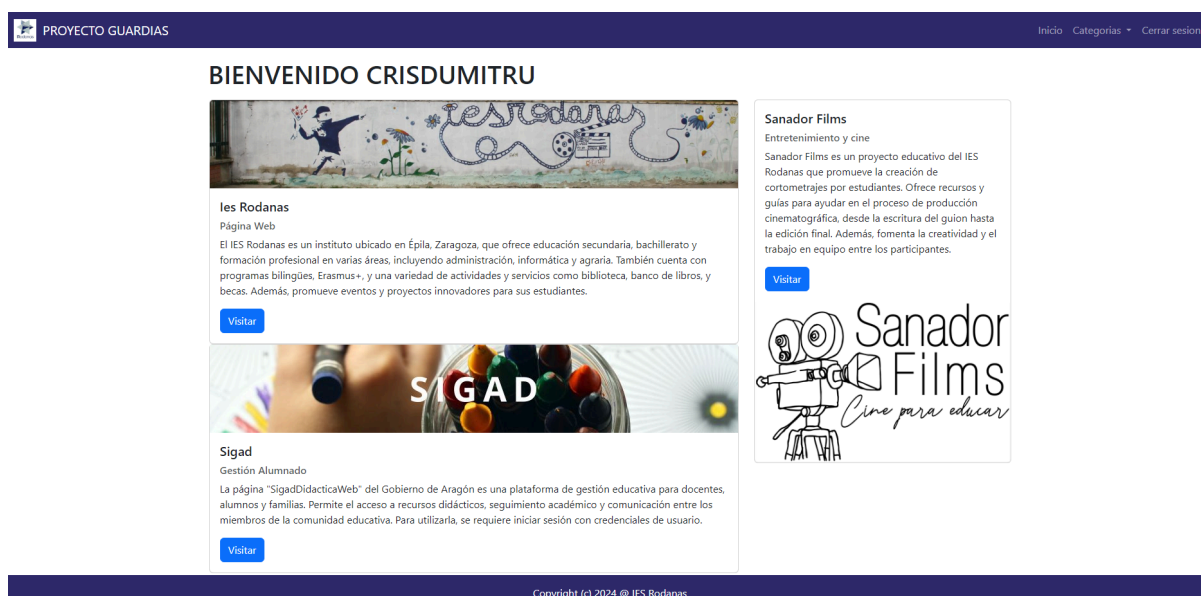 Rodanas
PROYECTO GUARDIAS
Inicio Categorias Cerrar sesion
BIENVENIDO CRISDUMITRU
iesRodanas
Ies Rodanas
Página Web
El IES Rodanas es un instituto ubicado en Épila, Zaragoza, que ofrece educación secundaria, bachillerato y
formación profesional en varias áreas, incluyendo administración, informática y agraria. También cuenta con
programas bilingües, Erasmus+, y una variedad de actividades y servicios como biblioteca, banco de libros, y
becas. Además, promueve eventos y proyectos innovadores para sus estudiantes.
Visitar
SIGAD
Sigad
Gestión Alumnado
La página "SigadDidacticaWeb" del Gobierno de Aragón es una plataforma de gestión educativa para docentes,
alumnos y familias. Permite el acceso a recursos didácticos, seguimiento académico y comunicación entre los
miembros de la comunidad educativa. Para utilizarla, se requiere iniciar sesión con credenciales de usuario.
Visitar
Sanador Films
Entretenimiento y cine
Sanador Films es un proyecto educativo del IES
Rodanas que promueve la creación de
cortometrajes por estudiantes. Ofrece recursos y
guías para ayudar en el proceso de producción
cinematográfica, desde la escritura del guion hasta
la edición final. Además, fomenta la creatividad y el
trabajo en equipo entre los participantes.
Visitar
Sanador
Films
Cine para educar
Copyright (c) 2024 @ IES Rodanas